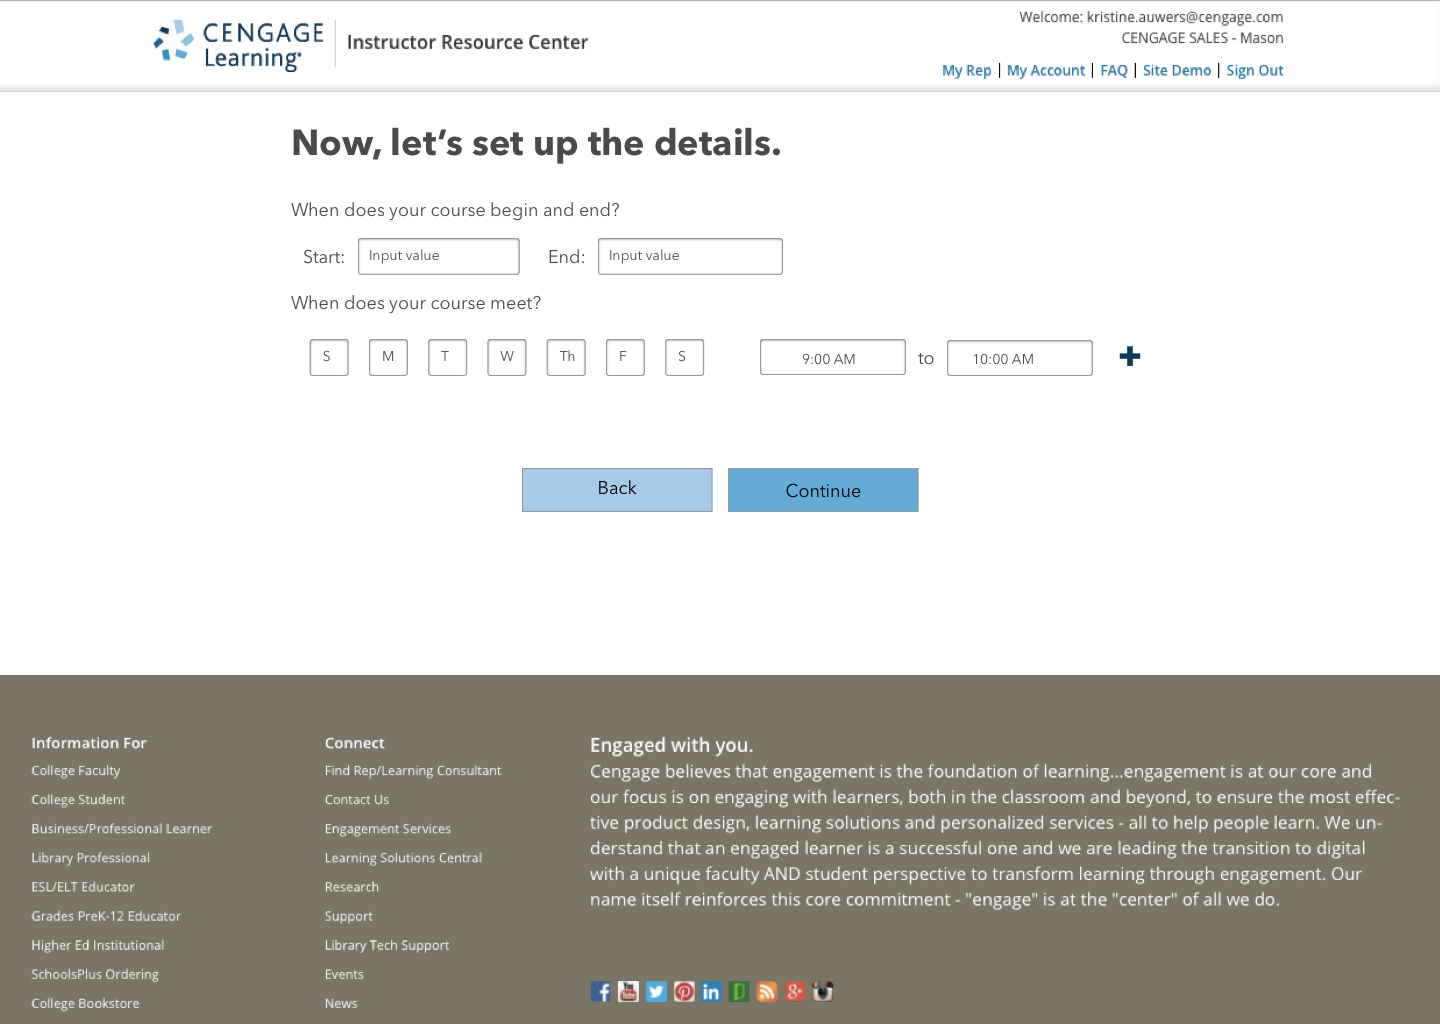 CENGAGE
Learning
Instructor Resource Center
Welcome: kristine.auwers@cengage.com
CENGAGE SALES - Mason
My Rep | My Account | FAQ | Site Demo | Sign Out
Now, let's set up the details.
When does your course begin and end?
Start: Input value End: Input value
When does your course meet?
S M T W Th F S 9:00 AM to 10:00 AM
Back Continue
Information For
College Faculty
College Student
Business/Professional Learner
Library Professional
ESL/ELT Educator
Grades PreK-12 Educator
Higher Ed Institutional
SchoolsPlus Ordering
College Bookstore
Connect
Find Rep/Learning Consultant
Contact Us
Engagement Services
Learning Solutions Central
Research
Support
Library Tech Support
Events
News
Engaged with you.
Cengage believes that engagement is the foundation of learning...engagement is at our core and
our focus is on engaging with learners, both in the classroom and beyond, to ensure the most effec-
tive product design, learning solutions and personalized services - all to help people learn. We un-
derstand that an engaged learner is a successful one and we are leading the transition to digital
with a unique faculty AND student perspective to transform learning through engagement. Our
name itself reinforces this core commitment - "engage" is at the "center" of all we do.